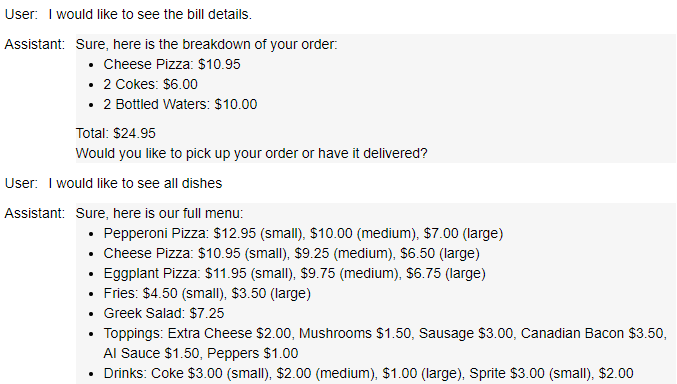 User: I would like to see the bill details.
Assistant: Sure, here is the breakdown of your order:
• Cheese Pizza: $10.95
• 2 Cokes: $6.00
• 2 Bottled Waters: $10.00
Total: $24.95
Would you like to pick up your order or have it delivered?
User: I would like to see all dishes
Assistant: Sure, here is our full menu:
• Pepperoni Pizza: $12.95 (small), $10.00 (medium), $7.00 (large)
• Cheese Pizza: $10.95 (small), $9.25 (medium), $6.50 (large)
• Eggplant Pizza: $11.95 (small), $9.75 (medium), $6.75 (large)
• Fries: $4.50 (small), $3.50 (large)
• Greek Salad: $7.25
• Toppings: Extra Cheese $2.00, Mushrooms $1.50, Sausage $3.00, Canadian Bacon $3.50,
AI Sauce $1.50, Peppers $1.00
• Drinks: Coke $3.00 (small), $2.00 (medium), $1.00 (large), Sprite $3.00 (small), $2.00